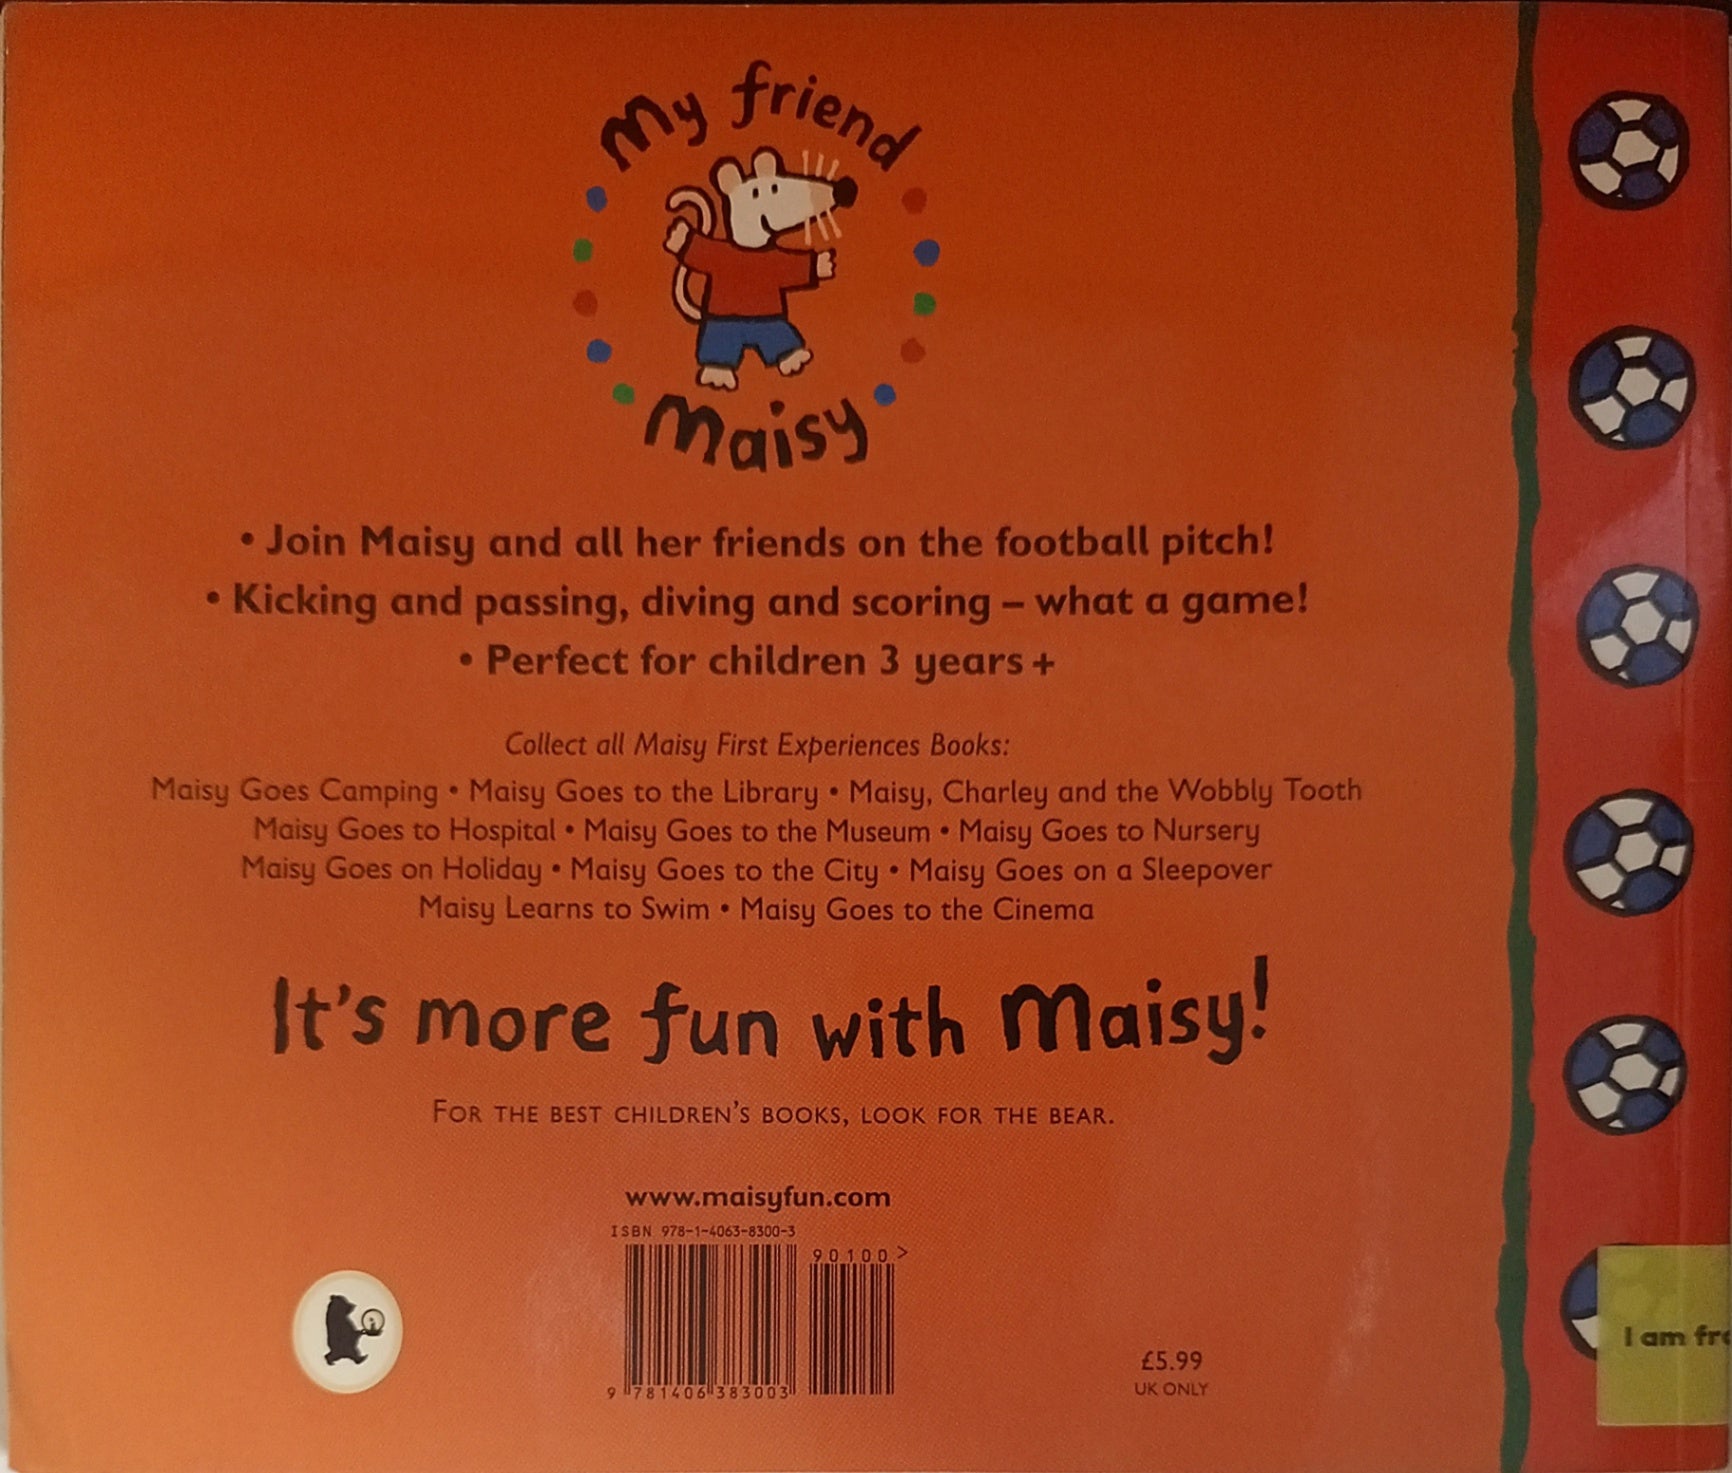 My friend
Maisy
• Join Maisy and all her friends on the football pitch!
• Kicking and passing, diving and scoring – what a game!
• Perfect for children 3 years +
Collect all Maisy First Experiences Books:
Maisy Goes Camping • Maisy Goes to the Library • Maisy, Charley and the Wobbly Tooth
Maisy Goes to Hospital • Maisy Goes to the Museum • Maisy Goes to Nursery
Maisy Goes on Holiday • Maisy Goes to the City • Maisy Goes on a Sleepover
Maisy Learns to Swim • Maisy Goes to the Cinema
It's more fun with Maisy!
FOR THE BEST CHILDREN'S BOOKS, LOOK FOR THE BEAR.
www.maisyfun.com
ISBN 978-1-4063-8300-3
90100>
9 781406 383003
£5.99
UK ONLY
I am